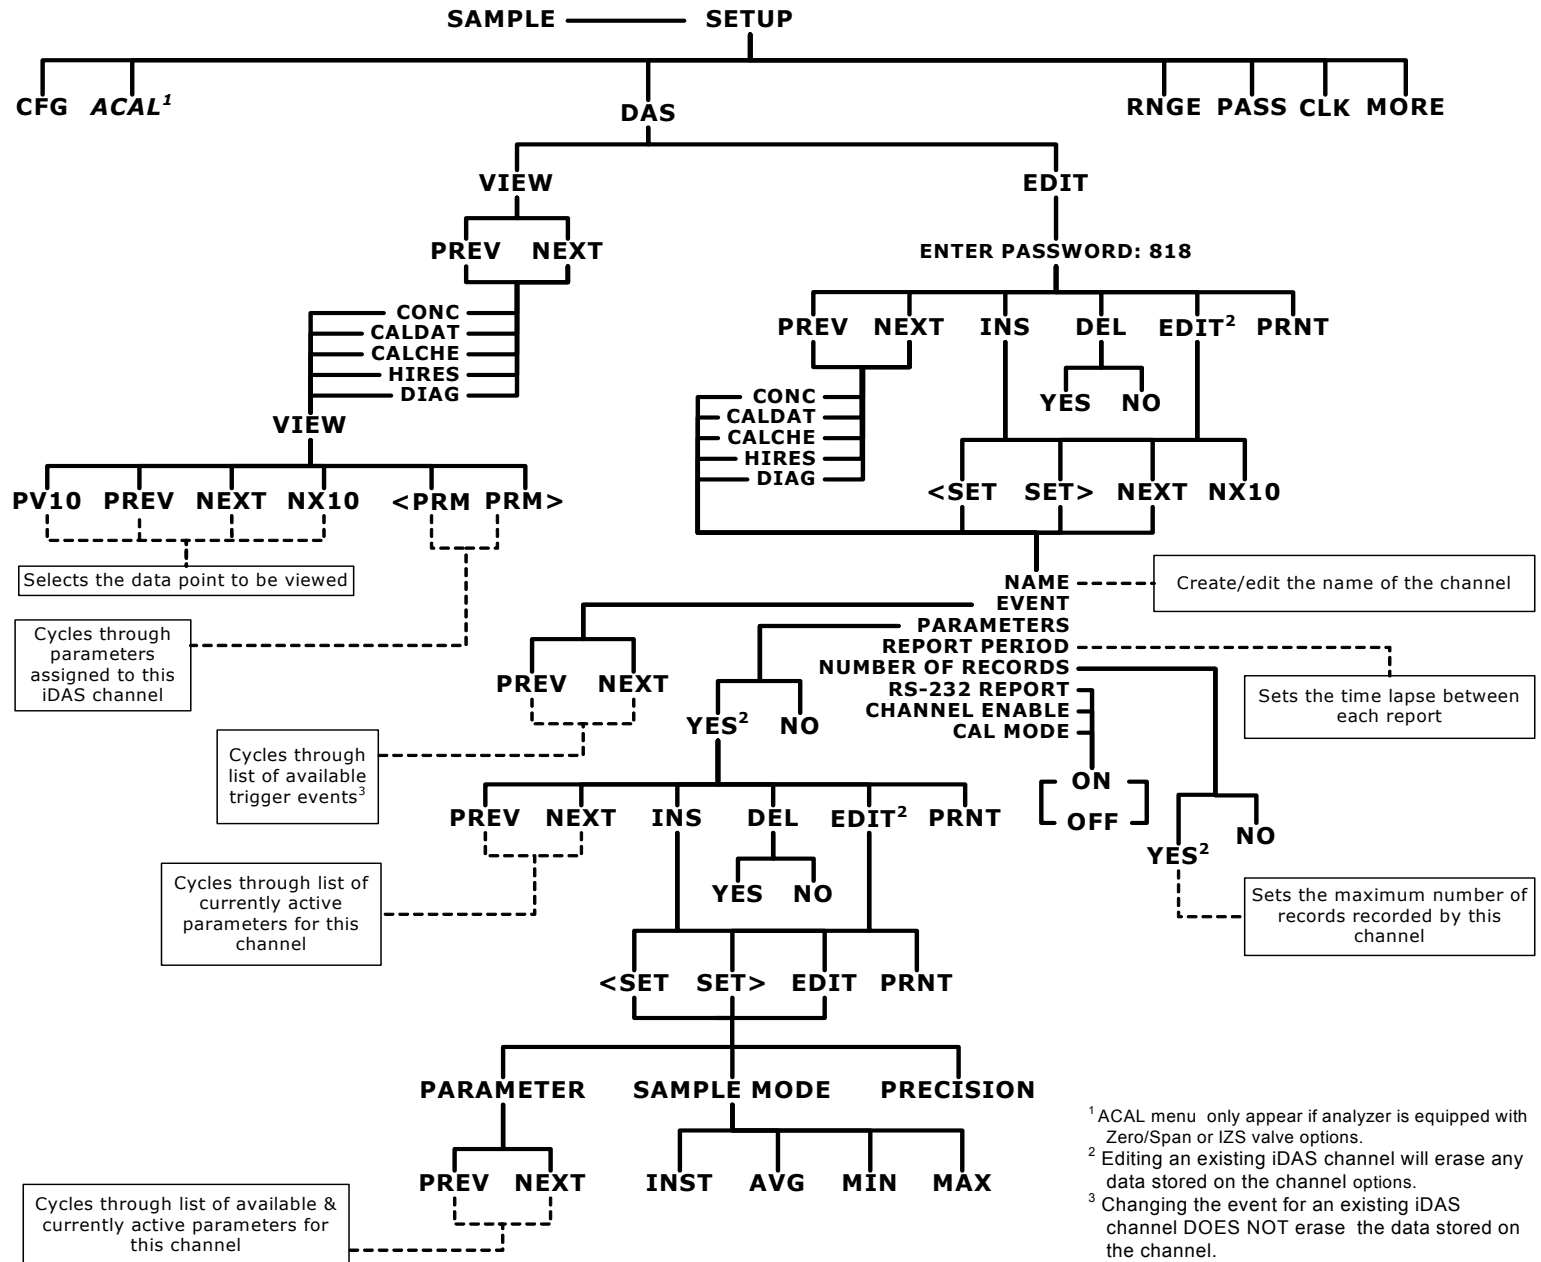 SAMPLE SETUP
CFG ACAL¹ DAS RNGE PASS CLK MORE
VIEW EDIT
PREV NEXT
ENTER PASSWORD: 818
CONC
CALDAT
CALCHE
HIRES
DIAG
VIEW
PV10 PREV NEXT NX10 <PRM PRM>
Selects the data point to be viewed
Cycles through
parameters
assigned to this
iDAS channel
PREV NEXT INS DEL EDIT² PRNT
YES NO
CONC
CALDAT
CALCHE
HIRES
DIAG
<SET SET> NEXT NX10
NAME
EVENT
PARAMETERS
REPORT PERIOD
NUMBER OF RECORDS
RS-232 REPORT
CHANNEL ENABLE
CAL MODE
Create/edit the name of the channel
Sets the time lapse between
each report
ON
OFF
YES² NO
Sets the maximum number of
records recorded by this
channel
PREV NEXT
Cycles through
list of available
trigger events³
YES² NO
PREV NEXT INS DEL EDIT² PRNT
Cycles through list of
currently active
parameters for this
channel
YES NO
<SET SET> EDIT PRNT
PARAMETER SAMPLE MODE PRECISION
PREV NEXT INST AVG MIN MAX
Cycles through list of available &
currently active parameters for
this channel
¹ ACAL menu only appear if analyzer is equipped with
Zero/Span or IZS valve options.
² Editing an existing iDAS channel will erase any
data stored on the channel options.
³ Changing the event for an existing iDAS
channel DOES NOT erase the data stored on
the channel.